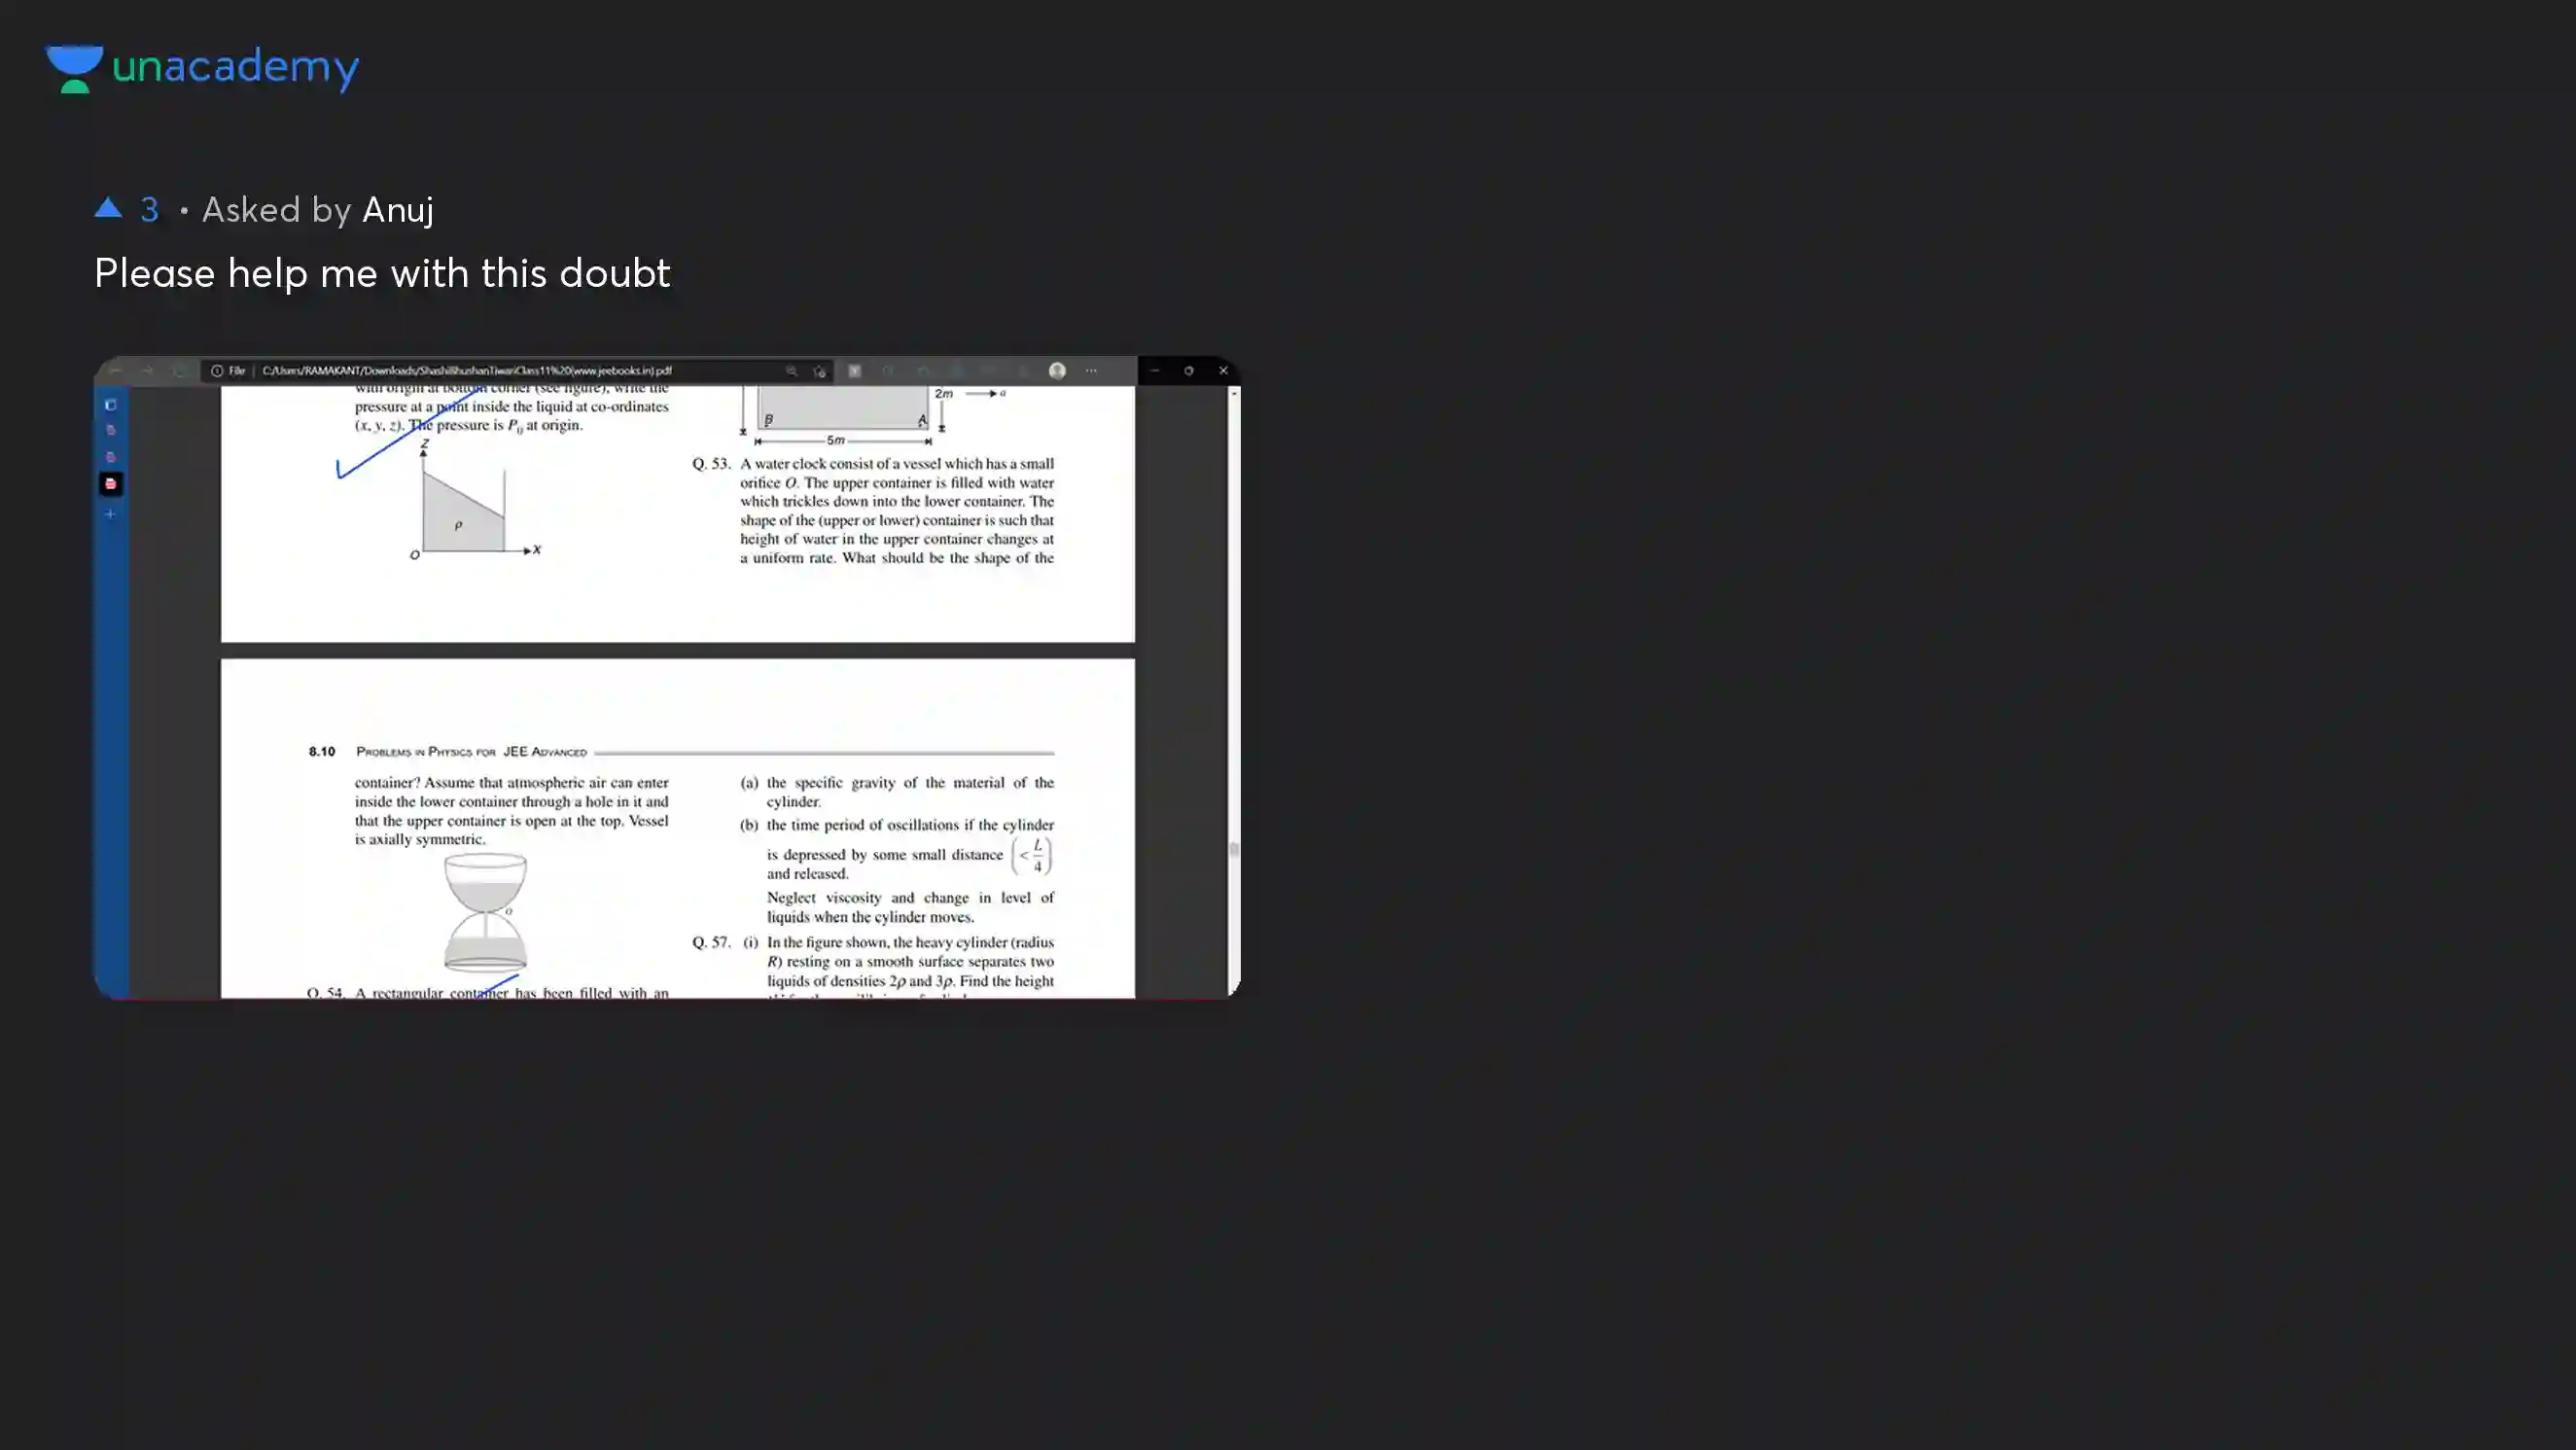 unacademy
3 • Asked by Anuj
Please help me with this doubt
File | C:/Users/RAMAKANT/Downloads/ShashiBhushanTiwariClass11%20(www.jeebooks.in).pdf
with origin at bottom corner (see figure), write the
pressure at a point inside the liquid at co-ordinates
(x, y, z). The pressure is P0 at origin.
Z
ρ
O
X
2m
a
B
A
5m
Q. 53. A water clock consist of a vessel which has a small
orifice O. The upper container is filled with water
which trickles down into the lower container. The
shape of the (upper or lower) container is such that
height of water in the upper container changes at
a uniform rate. What should be the shape of the
8.10 PROBLEMS IN PHYSICS FOR JEE ADVANCED
container? Assume that atmospheric air can enter
inside the lower container through a hole in it and
that the upper container is open at the top. Vessel
is axially symmetric.
o
Q. 54. A rectangular container has been filled with an
(a) the specific gravity of the material of the
cylinder.
(b) the time period of oscillations if the cylinder
is depressed by some small distance (< L/4)
and released.
Neglect viscosity and change in level of
liquids when the cylinder moves.
Q. 57. (i) In the figure shown, the heavy cylinder (radius
R) resting on a smooth surface separates two
liquids of densities 2ρ and 3ρ. Find the height